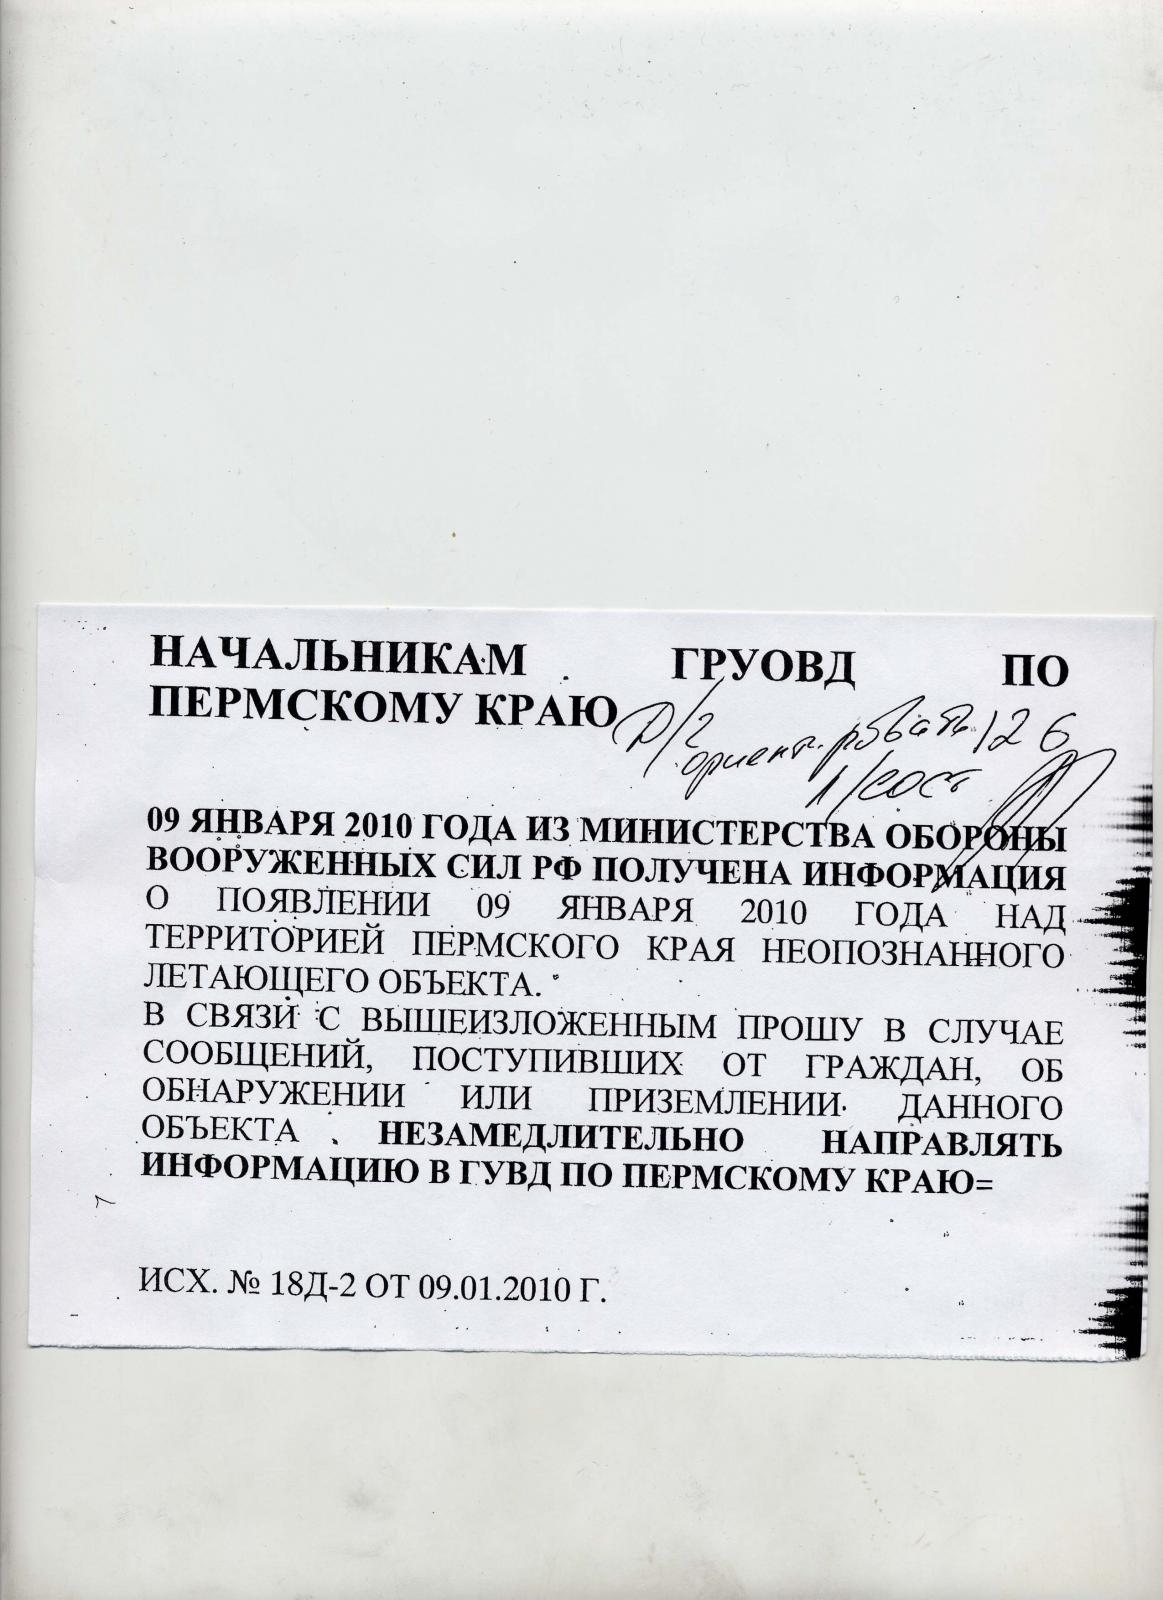 НАЧАЛЬНИКАМ ГРУОВД ПО
ПЕРМСКОМУ КРАЮ
Д/ч
ориент. 126
л/сост
09 ЯНВАРЯ 2010 ГОДА ИЗ МИНИСТЕРСТВА ОБОРОНЫ
ВООРУЖЕННЫХ СИЛ РФ ПОЛУЧЕНА ИНФОРМАЦИЯ
О ПОЯВЛЕНИИ 09 ЯНВАРЯ 2010 ГОДА НАД
ТЕРРИТОРИЕЙ ПЕРМСКОГО КРАЯ НЕОПОЗНАННОГО
ЛЕТАЮЩЕГО ОБЪЕКТА.
В СВЯЗИ С ВЫШЕИЗЛОЖЕННЫМ ПРОШУ В СЛУЧАЕ
СООБЩЕНИЙ, ПОСТУПИВШИХ ОТ ГРАЖДАН, ОБ
ОБНАРУЖЕНИИ ИЛИ ПРИЗЕМЛЕНИИ ДАННОГО
ОБЪЕКТА НЕЗАМЕДЛИТЕЛЬНО НАПРАВЛЯТЬ
ИНФОРМАЦИЮ В ГУВД ПО ПЕРМСКОМУ КРАЮ=
ИСХ. № 18Д-2 ОТ 09.01.2010 Г.